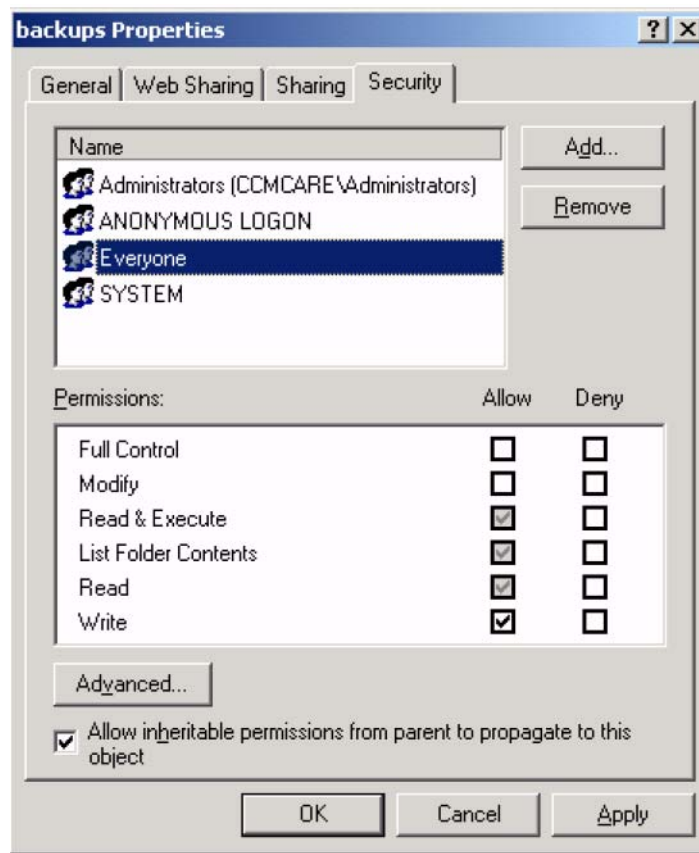 backups Properties
General Web Sharing Sharing Security
Name
Administrators (CCMCARE\Administrators)
ANONYMOUS LOGON
Everyone
SYSTEM
Add...
Remove
Permissions: Allow Deny
Full Control
Modify
Read & Execute
List Folder Contents
Read
Write
Advanced...
Allow inheritable permissions from parent to propagate to this
object
OK Cancel Apply